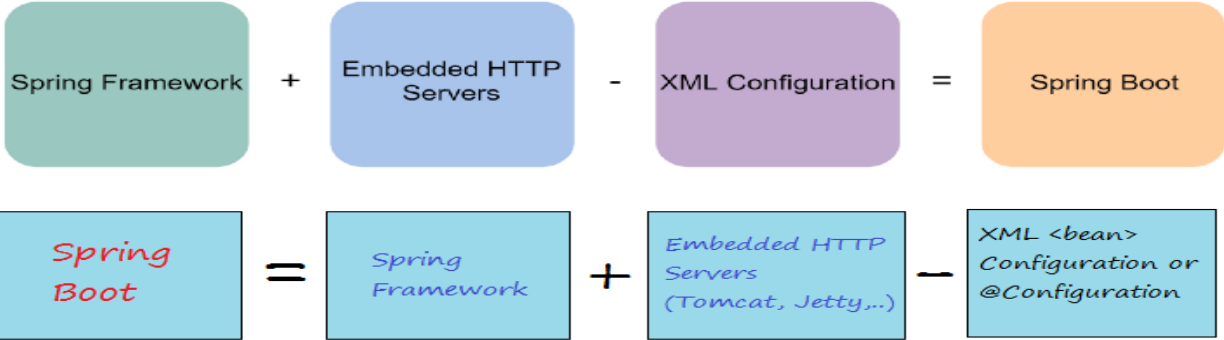 Spring Framework + Embedded HTTP Servers - XML Configuration = Spring Boot
Spring Boot = Spring Framework + Embedded HTTP Servers (Tomcat, Jetty,..) - XML <bean> Configuration or @Configuration